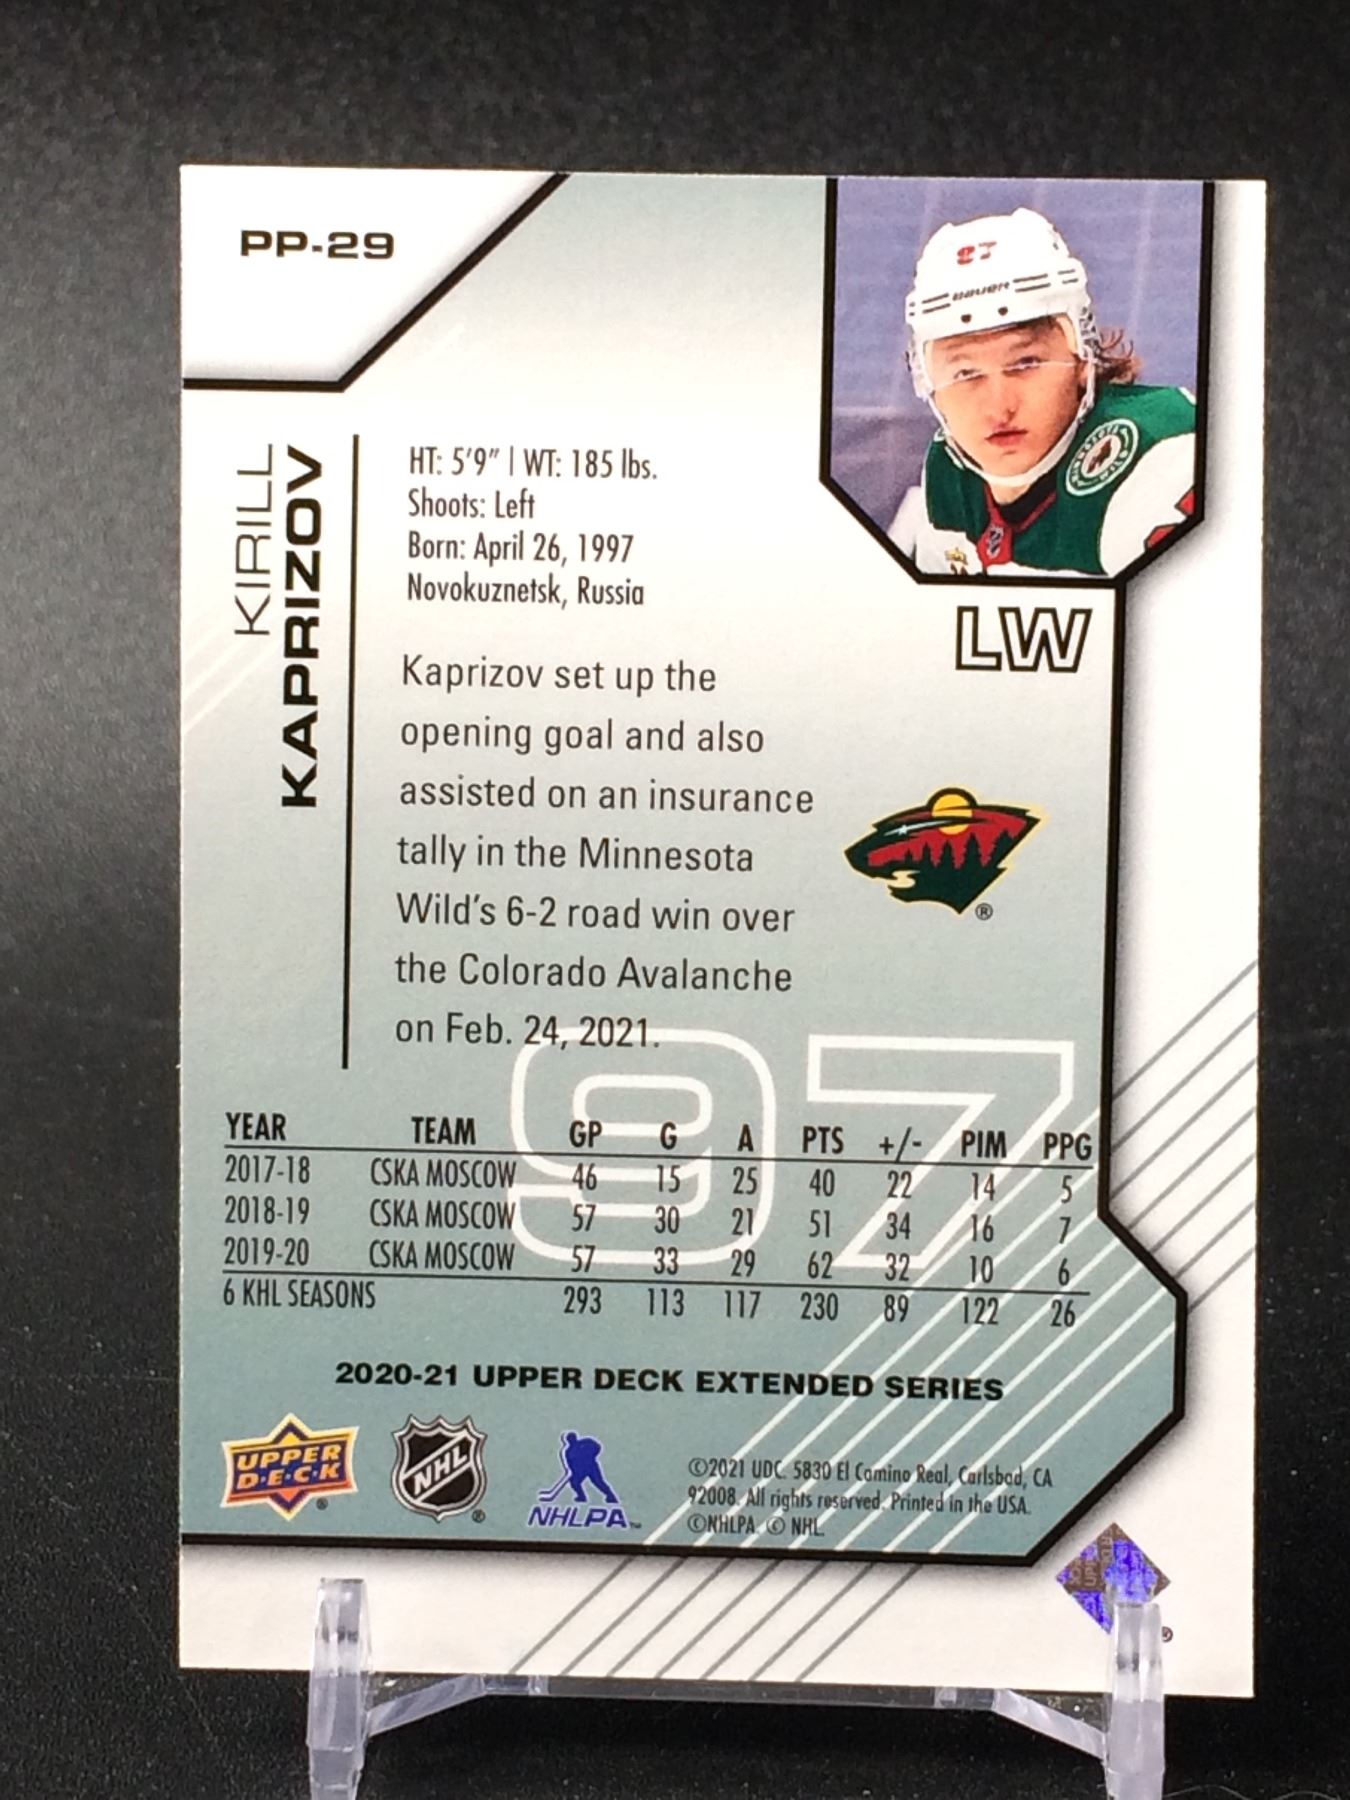 PP-29
97
BAUER
MINNESOTA
WILD
KIRILL
KAPRIZOV
HT: 5'9" | WT: 185 lbs.
Shoots: Left
Born: April 26, 1997
Novokuznetsk, Russia
LW
Kaprizov set up the
opening goal and also
assisted on an insurance
tally in the Minnesota
Wild's 6-2 road win over
the Colorado Avalanche
on Feb. 24, 2021.
®
97
YEAR TEAM GP G A PTS +/- PIM PPG
2017-18 CSKA MOSCOW 46 15 25 40 22 14 5
2018-19 CSKA MOSCOW 57 30 21 51 34 16 7
2019-20 CSKA MOSCOW 57 33 29 62 32 10 6
6 KHL SEASONS 293 113 117 230 89 122 26
2020-21 UPPER DECK EXTENDED SERIES
UPPER
D·E·C·K
®
NHL
®
NHLPA™
©2021 UDC. 5830 El Camino Real, Carlsbad, CA
92008. All rights reserved. Printed in the USA.
©NHLPA. © NHL.
®